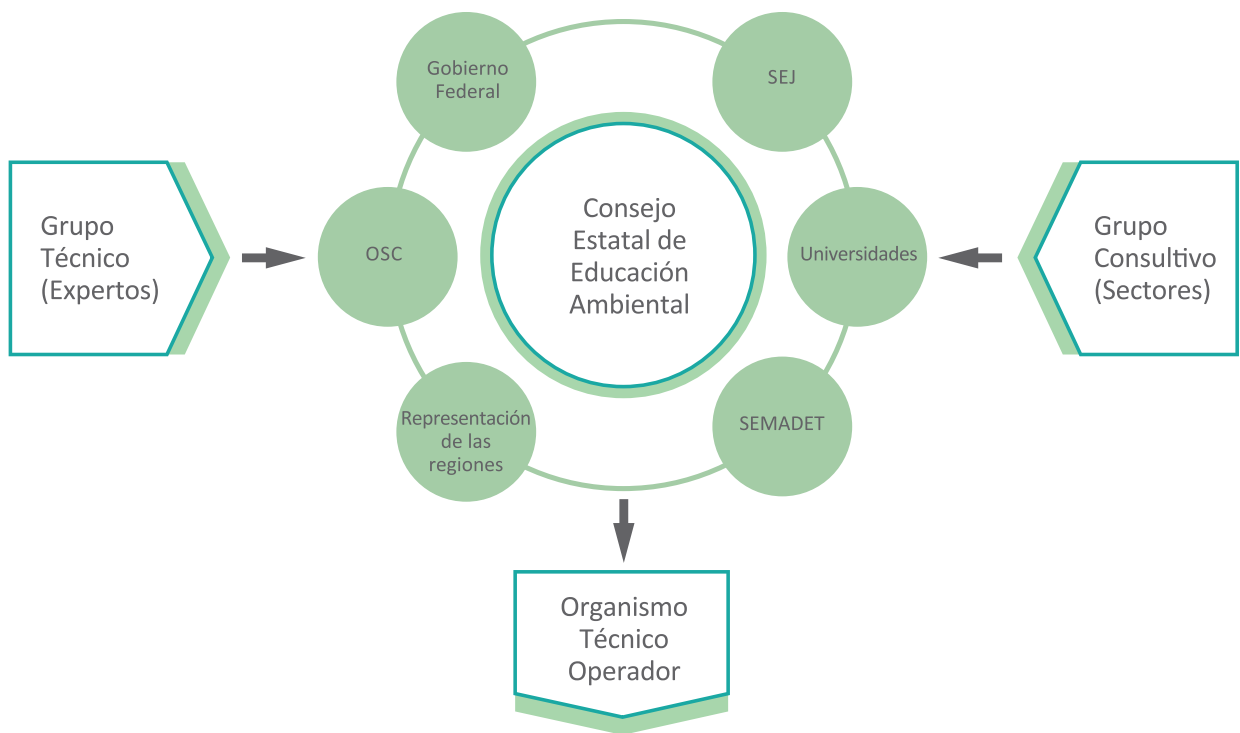 Gobierno
Federal
SEJ
Grupo
Técnico
(Expertos)
OSC
Consejo
Estatal de
Educación
Ambiental
Universidades
Grupo
Consultivo
(Sectores)
Representación
de las
regiones
SEMADET
Organismo
Técnico
Operador